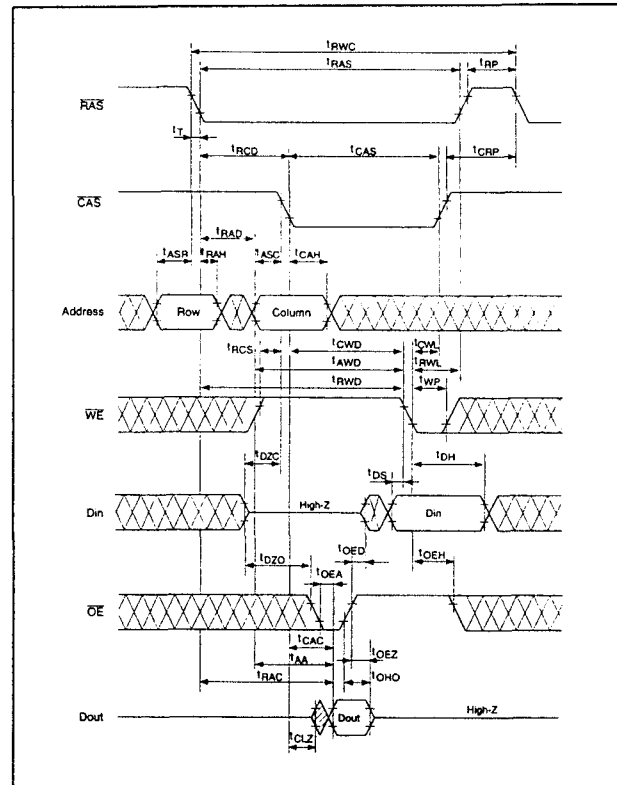 tRWC
tRAS
tRP
RAS
tT
tRCD
tCAS
tCRP
CAS
tRAD
tASR
tRAH
tASC
tCAH
Address
Row
Column
tRCS
tCWD
tCWL
tAWD
tRWL
tRWD
tWP
WE
tDZC
tDS
tDH
Din
High-Z
Din
tDZO
tOED
tOEH
tOEA
OE
tCAC
tOEZ
tAA
tRAC
tOHO
Dout
Dout
High-Z
tCLZ